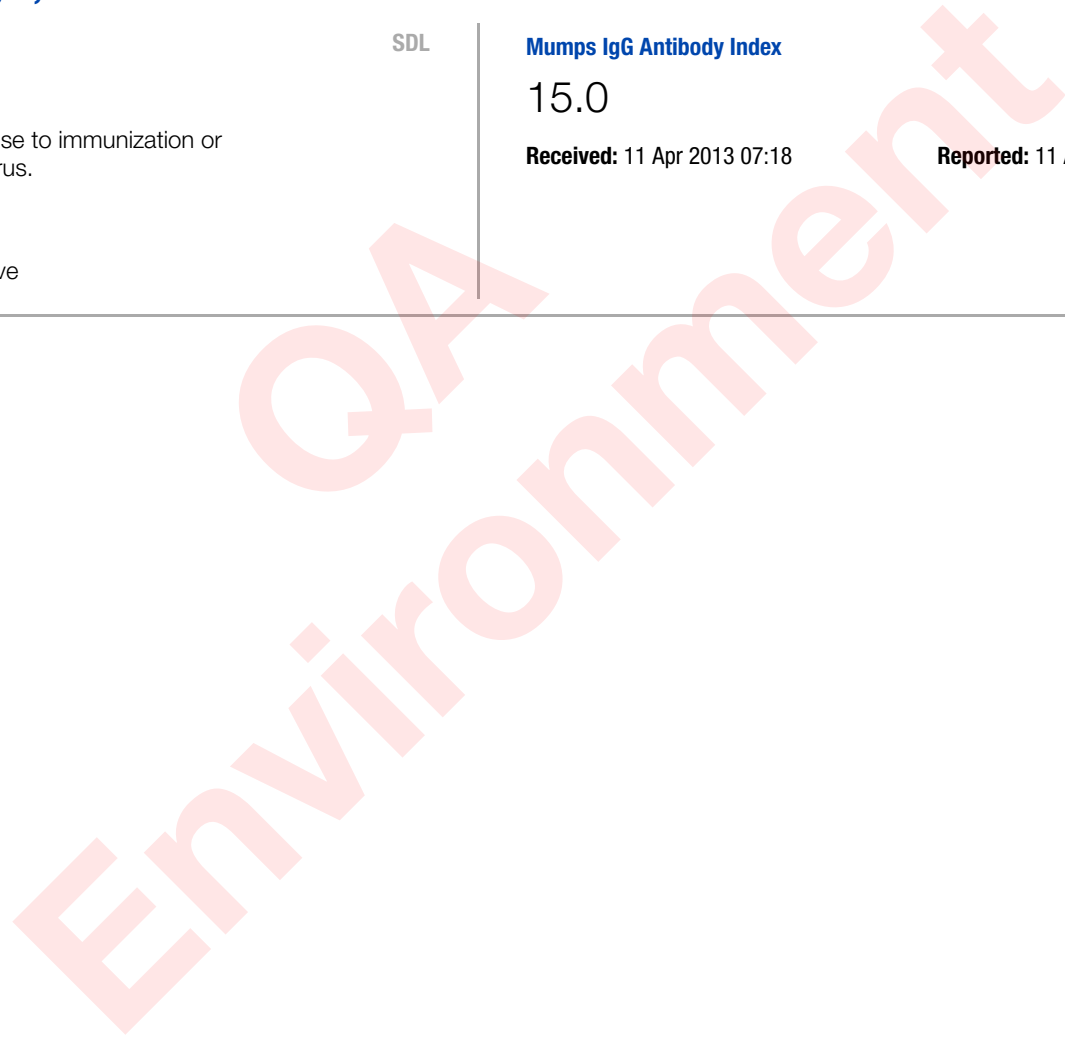 SDL
se to immunization or
rus.
ve
Mumps IgG Antibody Index
15.0
Received: 11 Apr 2013 07:18 Reported: 11
QA
Environment